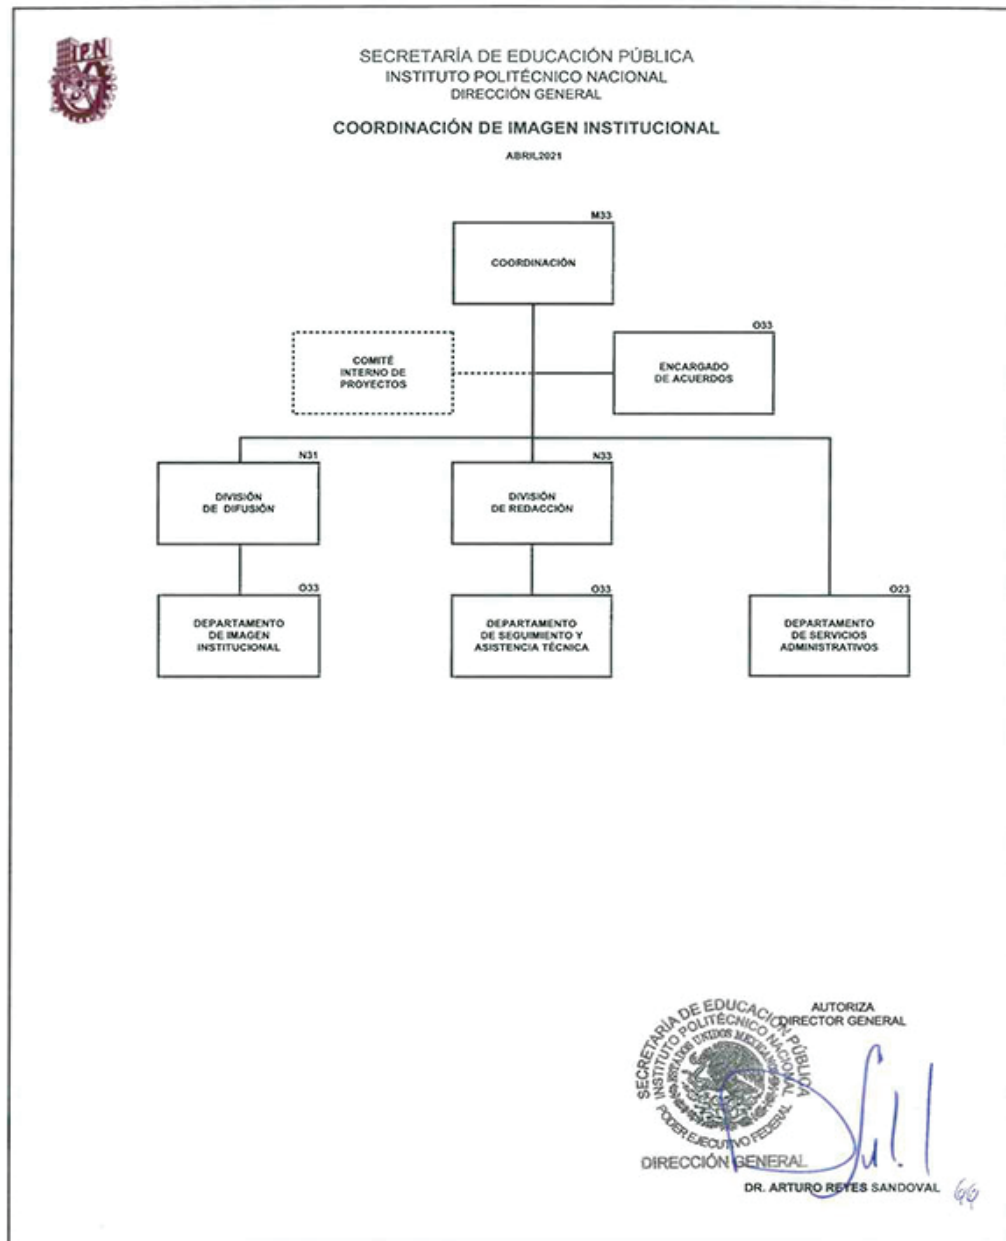 IPN
SECRETARÍA DE EDUCACIÓN PÚBLICA
INSTITUTO POLITÉCNICO NACIONAL
DIRECCIÓN GENERAL
COORDINACIÓN DE IMAGEN INSTITUCIONAL
ABRIL2021
M33
COORDINACIÓN
COMITÉ
INTERNO DE
PROYECTOS
O33
ENCARGADO
DE ACUERDOS
N31
DIVISIÓN
DE DIFUSIÓN
N33
DIVISIÓN
DE REDACCIÓN
O33
DEPARTAMENTO
DE IMAGEN
INSTITUCIONAL
O33
DEPARTAMENTO
DE SEGUIMIENTO Y
ASISTENCIA TÉCNICA
O23
DEPARTAMENTO
DE SERVICIOS
ADMINISTRATIVOS
SECRETARÍA DE EDUCACIÓN PÚBLICA
INSTITUTO POLITÉCNICO NACIONAL
ESTADOS UNIDOS MEXICANOS
PODER EJECUTIVO FEDERAL
DIRECCIÓN GENERAL
AUTORIZA
DIRECTOR GENERAL
DR. ARTURO REYES SANDOVAL